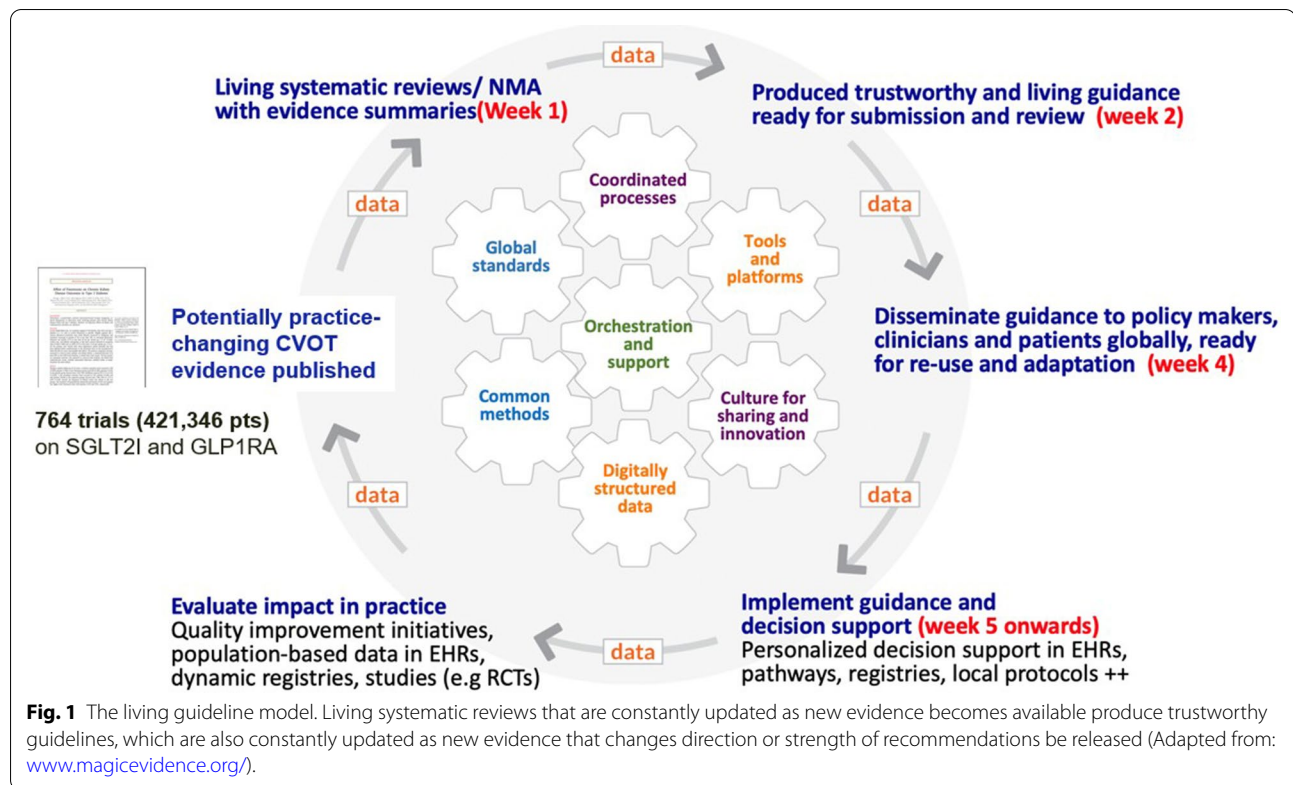 data
Living systematic reviews/ NMA
with evidence summaries(Week 1)
Produced trustworthy and living guidance
ready for submission and review (week 2)
data
data
Coordinated
processes
Global
standards
Tools
and
platforms
Orchestration
and
support
Common
methods
Culture for
sharing and
innovation
Digitally
structured
data
Potentially practice-
changing CVOT
evidence published
764 trials (421,346 pts)
on SGLT2I and GLP1RA
Disseminate guidance to policy makers,
clinicians and patients globally, ready
for re-use and adaptation (week 4)
data
data
Evaluate impact in practice
Quality improvement initiatives,
population-based data in EHRs,
dynamic registries, studies (e.g RCTs)
data
Implement guidance and
decision support (week 5 onwards)
Personalized decision support in EHRs,
pathways, registries, local protocols ++
Fig. 1 The living guideline model. Living systematic reviews that are constantly updated as new evidence becomes available produce trustworthy
guidelines, which are also constantly updated as new evidence that changes direction or strength of recommendations be released (Adapted from:
www.magicevidence.org/).